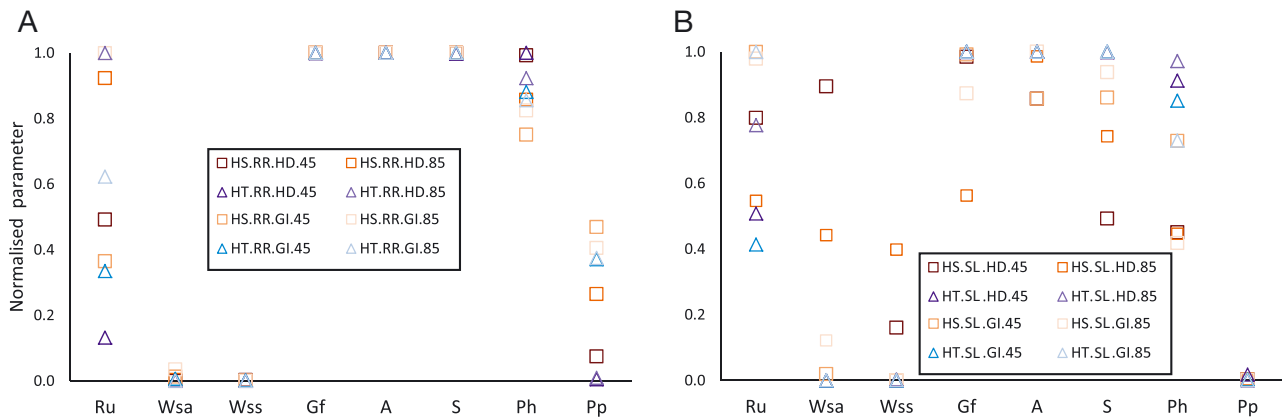 A
Normalised parameter
1.0
0.8
0.6
0.4
0.2
0.0
HS.RR.HD.45 HS.RR.HD.85
HT.RR.HD.45 HT.RR.HD.85
HS.RR.GI.45 HS.RR.GI.85
HT.RR.GI.45 HT.RR.GI.85
Ru Wsa Wss Gf A S Ph Pp
B
1.0
0.8
0.6
0.4
0.2
0.0
HS.SL.HD.45 HS.SL.HD.85
HT.SL.HD.45 HT.SL.HD.85
HS.SL.GI.45 HS.SL.GI.85
HT.SL.GI.45 HT.SL.GI.85
Ru Wsa Wss Gf A S Ph Pp